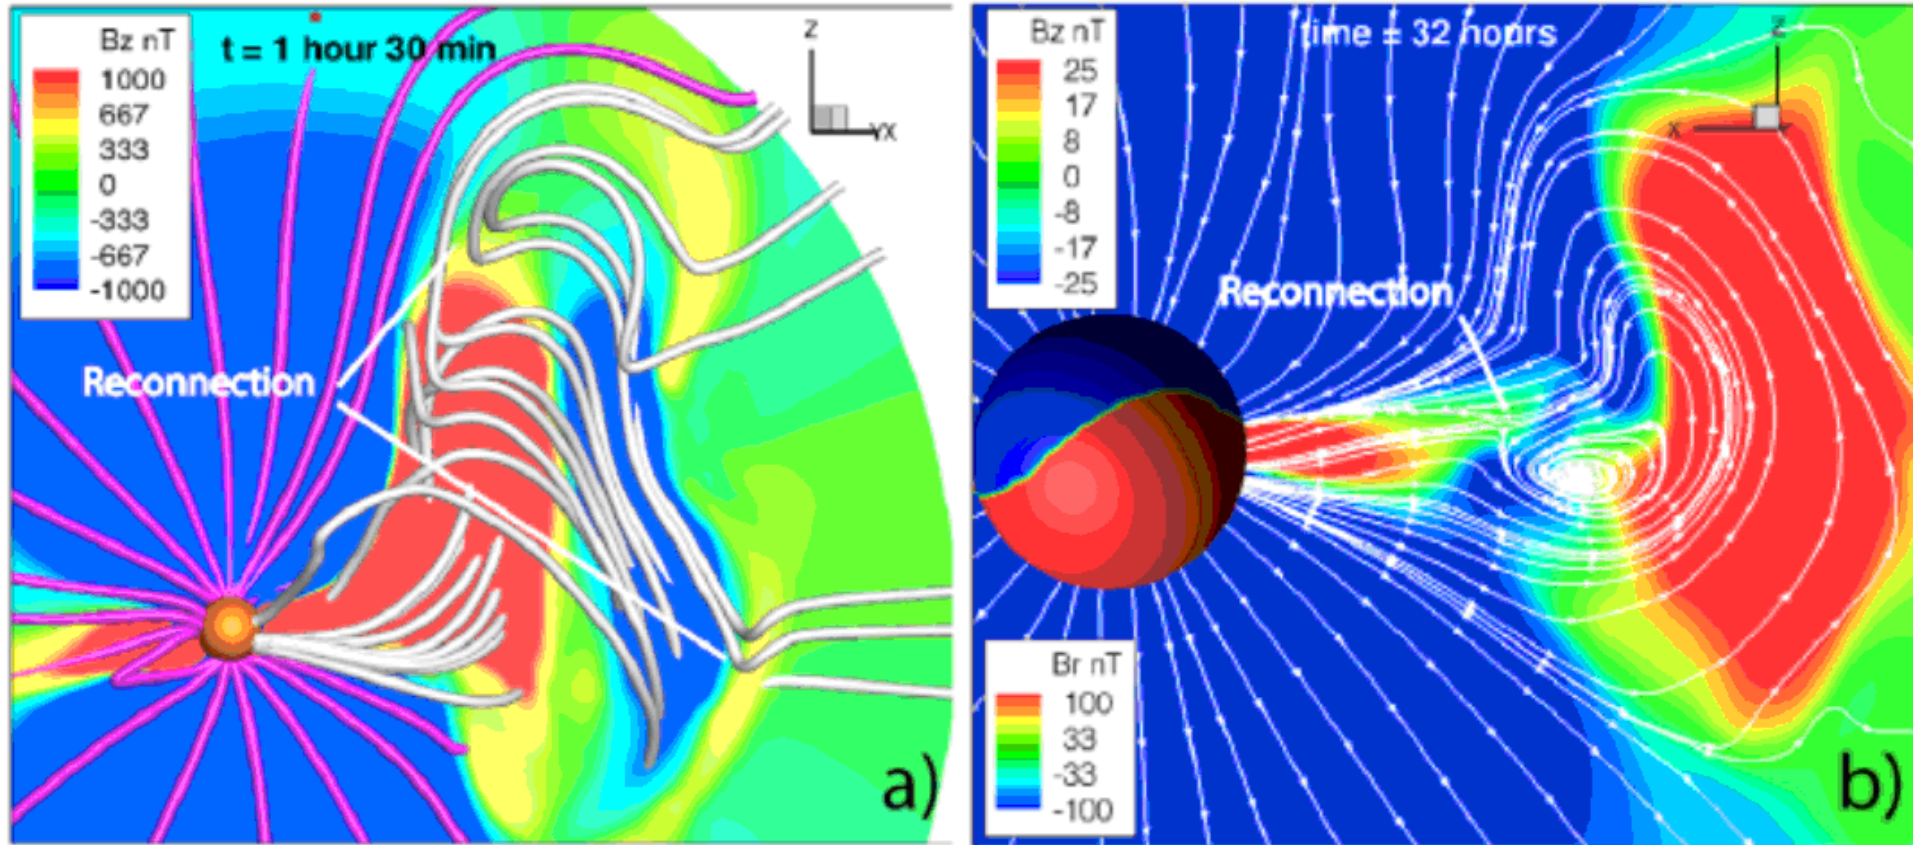 Bz nT
1000
667
333
0
-333
-667
-1000
t = 1 hour 30 min
Z
YX
Reconnection
a)
Bz nT
25
17
8
0
-8
-17
-25
time = 32 hours
Z
X
Reconnection
Br nT
100
33
-33
-100
b)